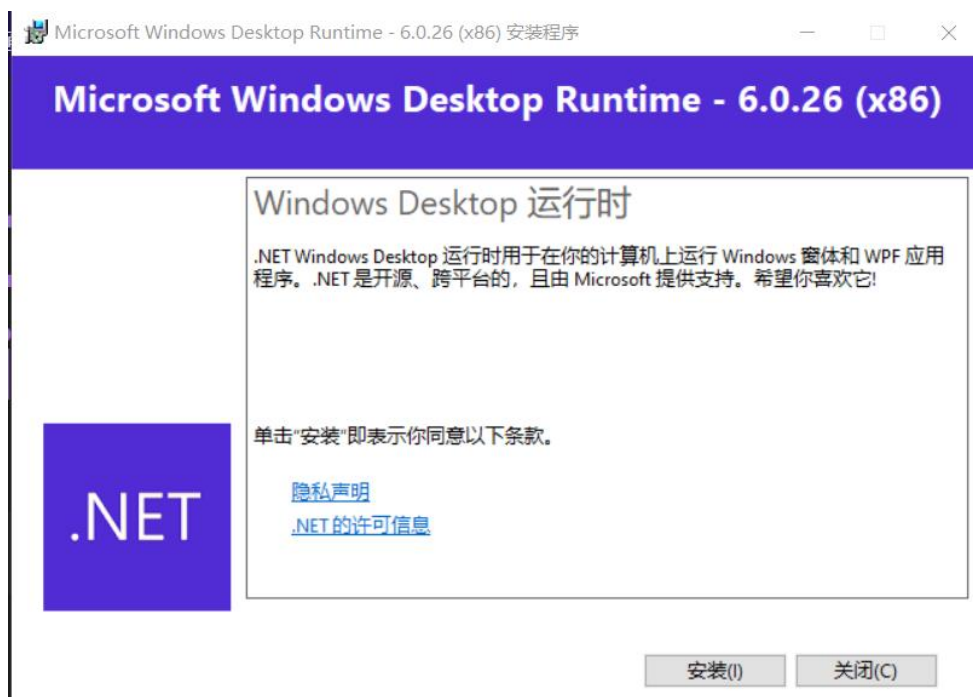 Microsoft Windows Desktop Runtime - 6.0.26 (x86) 安装程序
Microsoft Windows Desktop Runtime - 6.0.26 (x86)
Windows Desktop 运行时
.NET Windows Desktop 运行时用于在你的计算机上运行 Windows 窗体和 WPF 应用
程序。.NET 是开源、跨平台的，且由 Microsoft 提供支持。希望你喜欢它!
单击“安装”即表示你同意以下条款。
隐私声明
.NET 的许可信息
.NET
安装(I)
关闭(C)